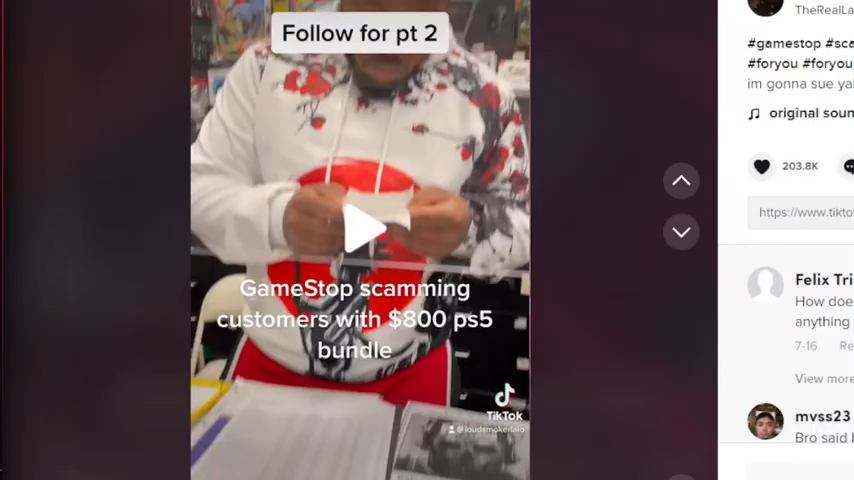 Follow for pt 2
GameStop scamming
customers with $800 ps5
bundle
TikTok
@loudsmokerlalo
TheRealLa
#gamestop #sca
#foryou #foryou
im gonna sue ya
original soun
203.8K
https://www.tikto
Felix Tri
How doe
anything
7-16 Re
View more
mvss23
Bro said